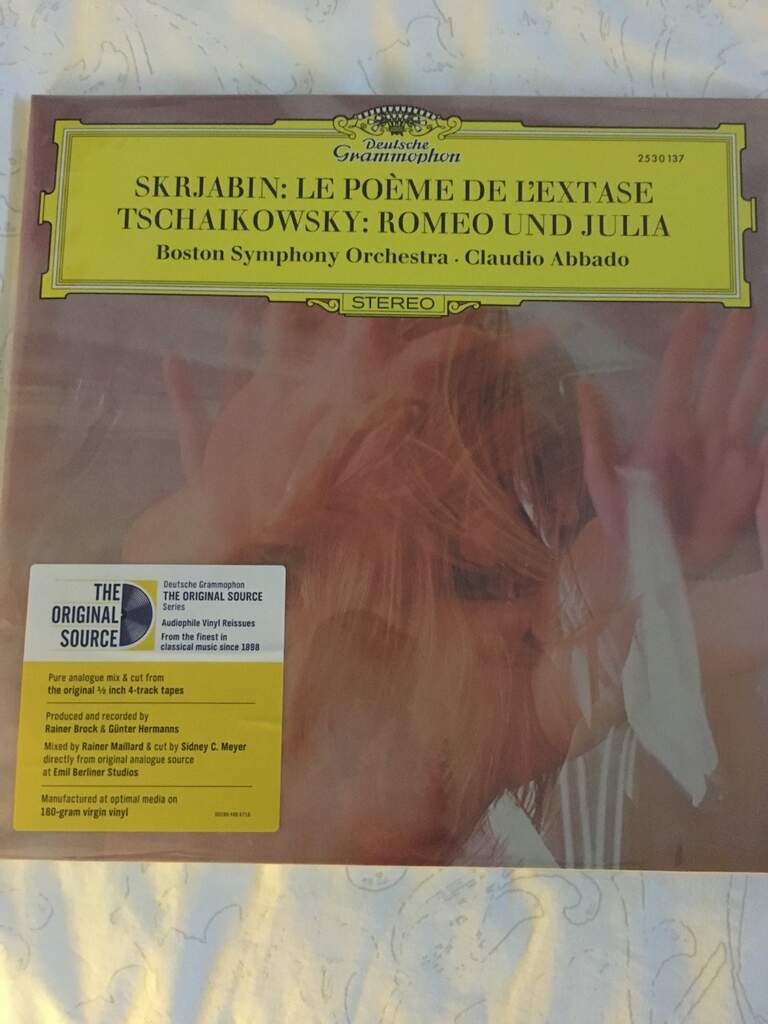 Deutsche
Grammophon
2530137
SKRJABIN: LE POÈME DE L'EXTASE
TSCHAIKOWSKY: ROMEO UND JULIA
Boston Symphony Orchestra · Claudio Abbado
STEREO
THE
ORIGINAL
SOURCE
Deutsche Grammophon
THE ORIGINAL SOURCE
Series
Audiophile Vinyl Reissues
From the finest in
classical music since 1898
Pure analogue mix & cut from
the original ½ inch 4-track tapes
Produced and recorded by
Rainer Brock & Günter Hermanns
Mixed by Rainer Maillard & cut by Sidney C. Meyer
directly from original analogue source
at Emil Berliner Studios
Manufactured at optimal media on
180-gram virgin vinyl